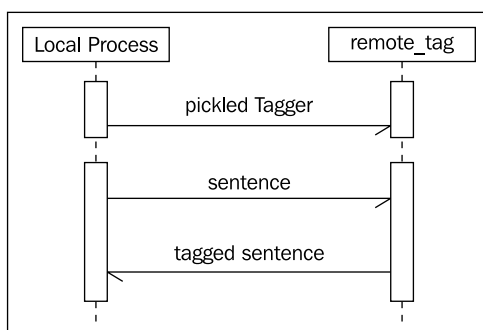 Local Process
remote_tag
pickled Tagger
sentence
tagged sentence